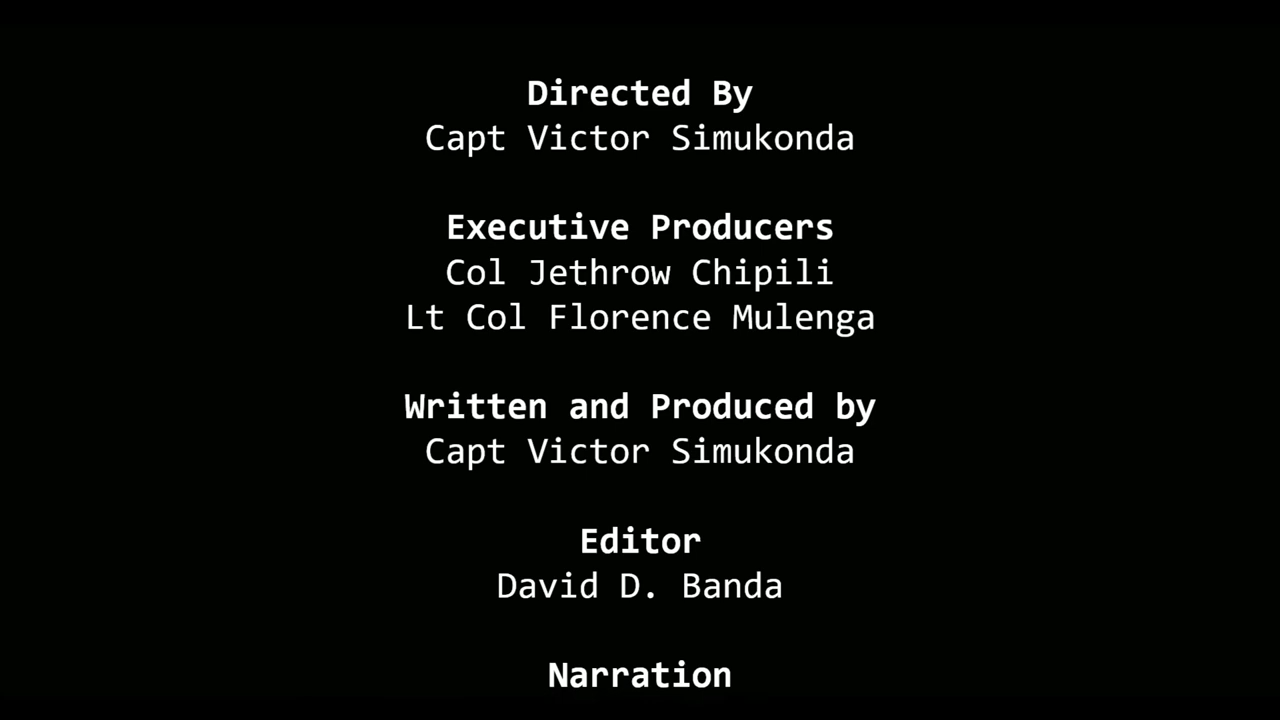 Directed By
Capt Victor Simukonda
Executive Producers
Col Jethrow Chipili
Lt Col Florence Mulenga
Written and Produced by
Capt Victor Simukonda
Editor
David D. Banda
Narration